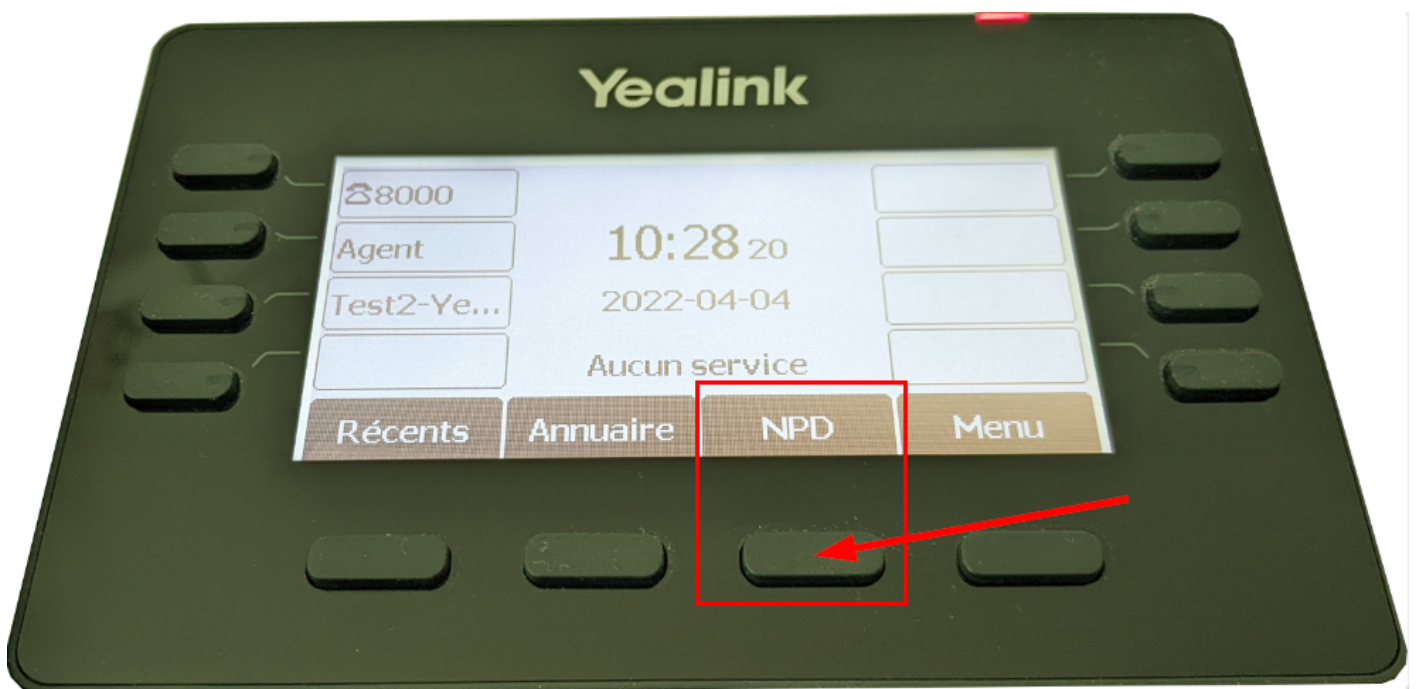 Yealink
☎8000
Agent
Test2-Ye...
10:28 20
2022-04-04
Aucun service
Récents
Annuaire
NPD
Menu